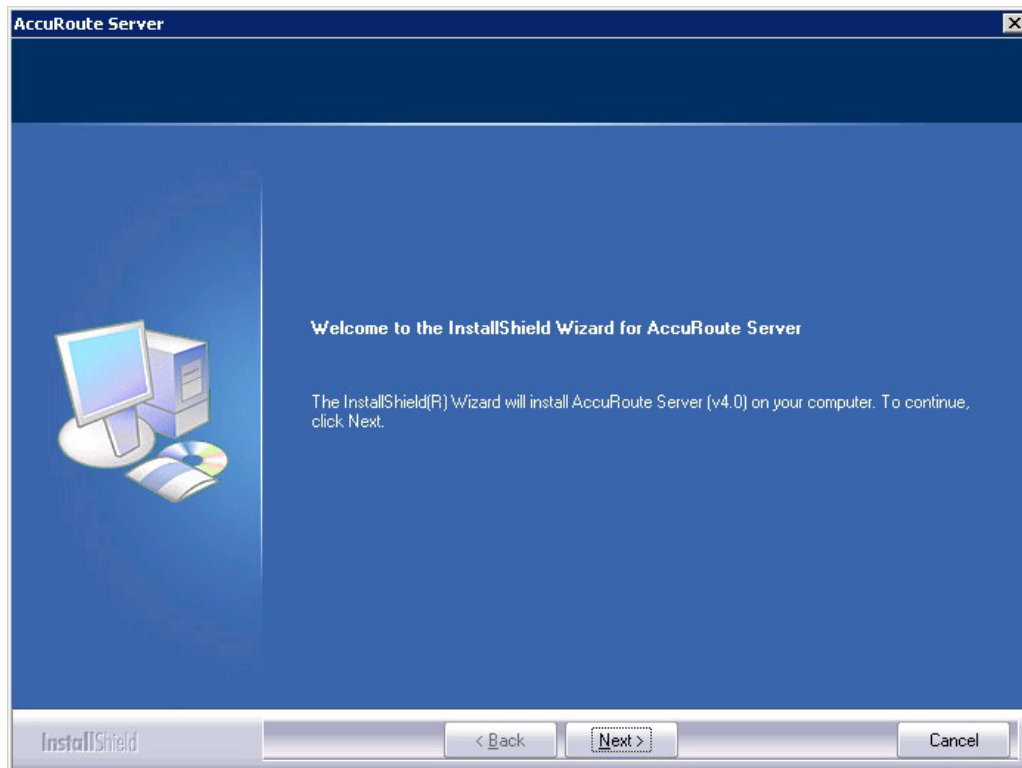 AccuRoute Server
Welcome to the InstallShield Wizard for AccuRoute Server
The InstallShield(R) Wizard will install AccuRoute Server (v4.0) on your computer. To continue,
click Next.
InstallShield
< Back
Next >
Cancel